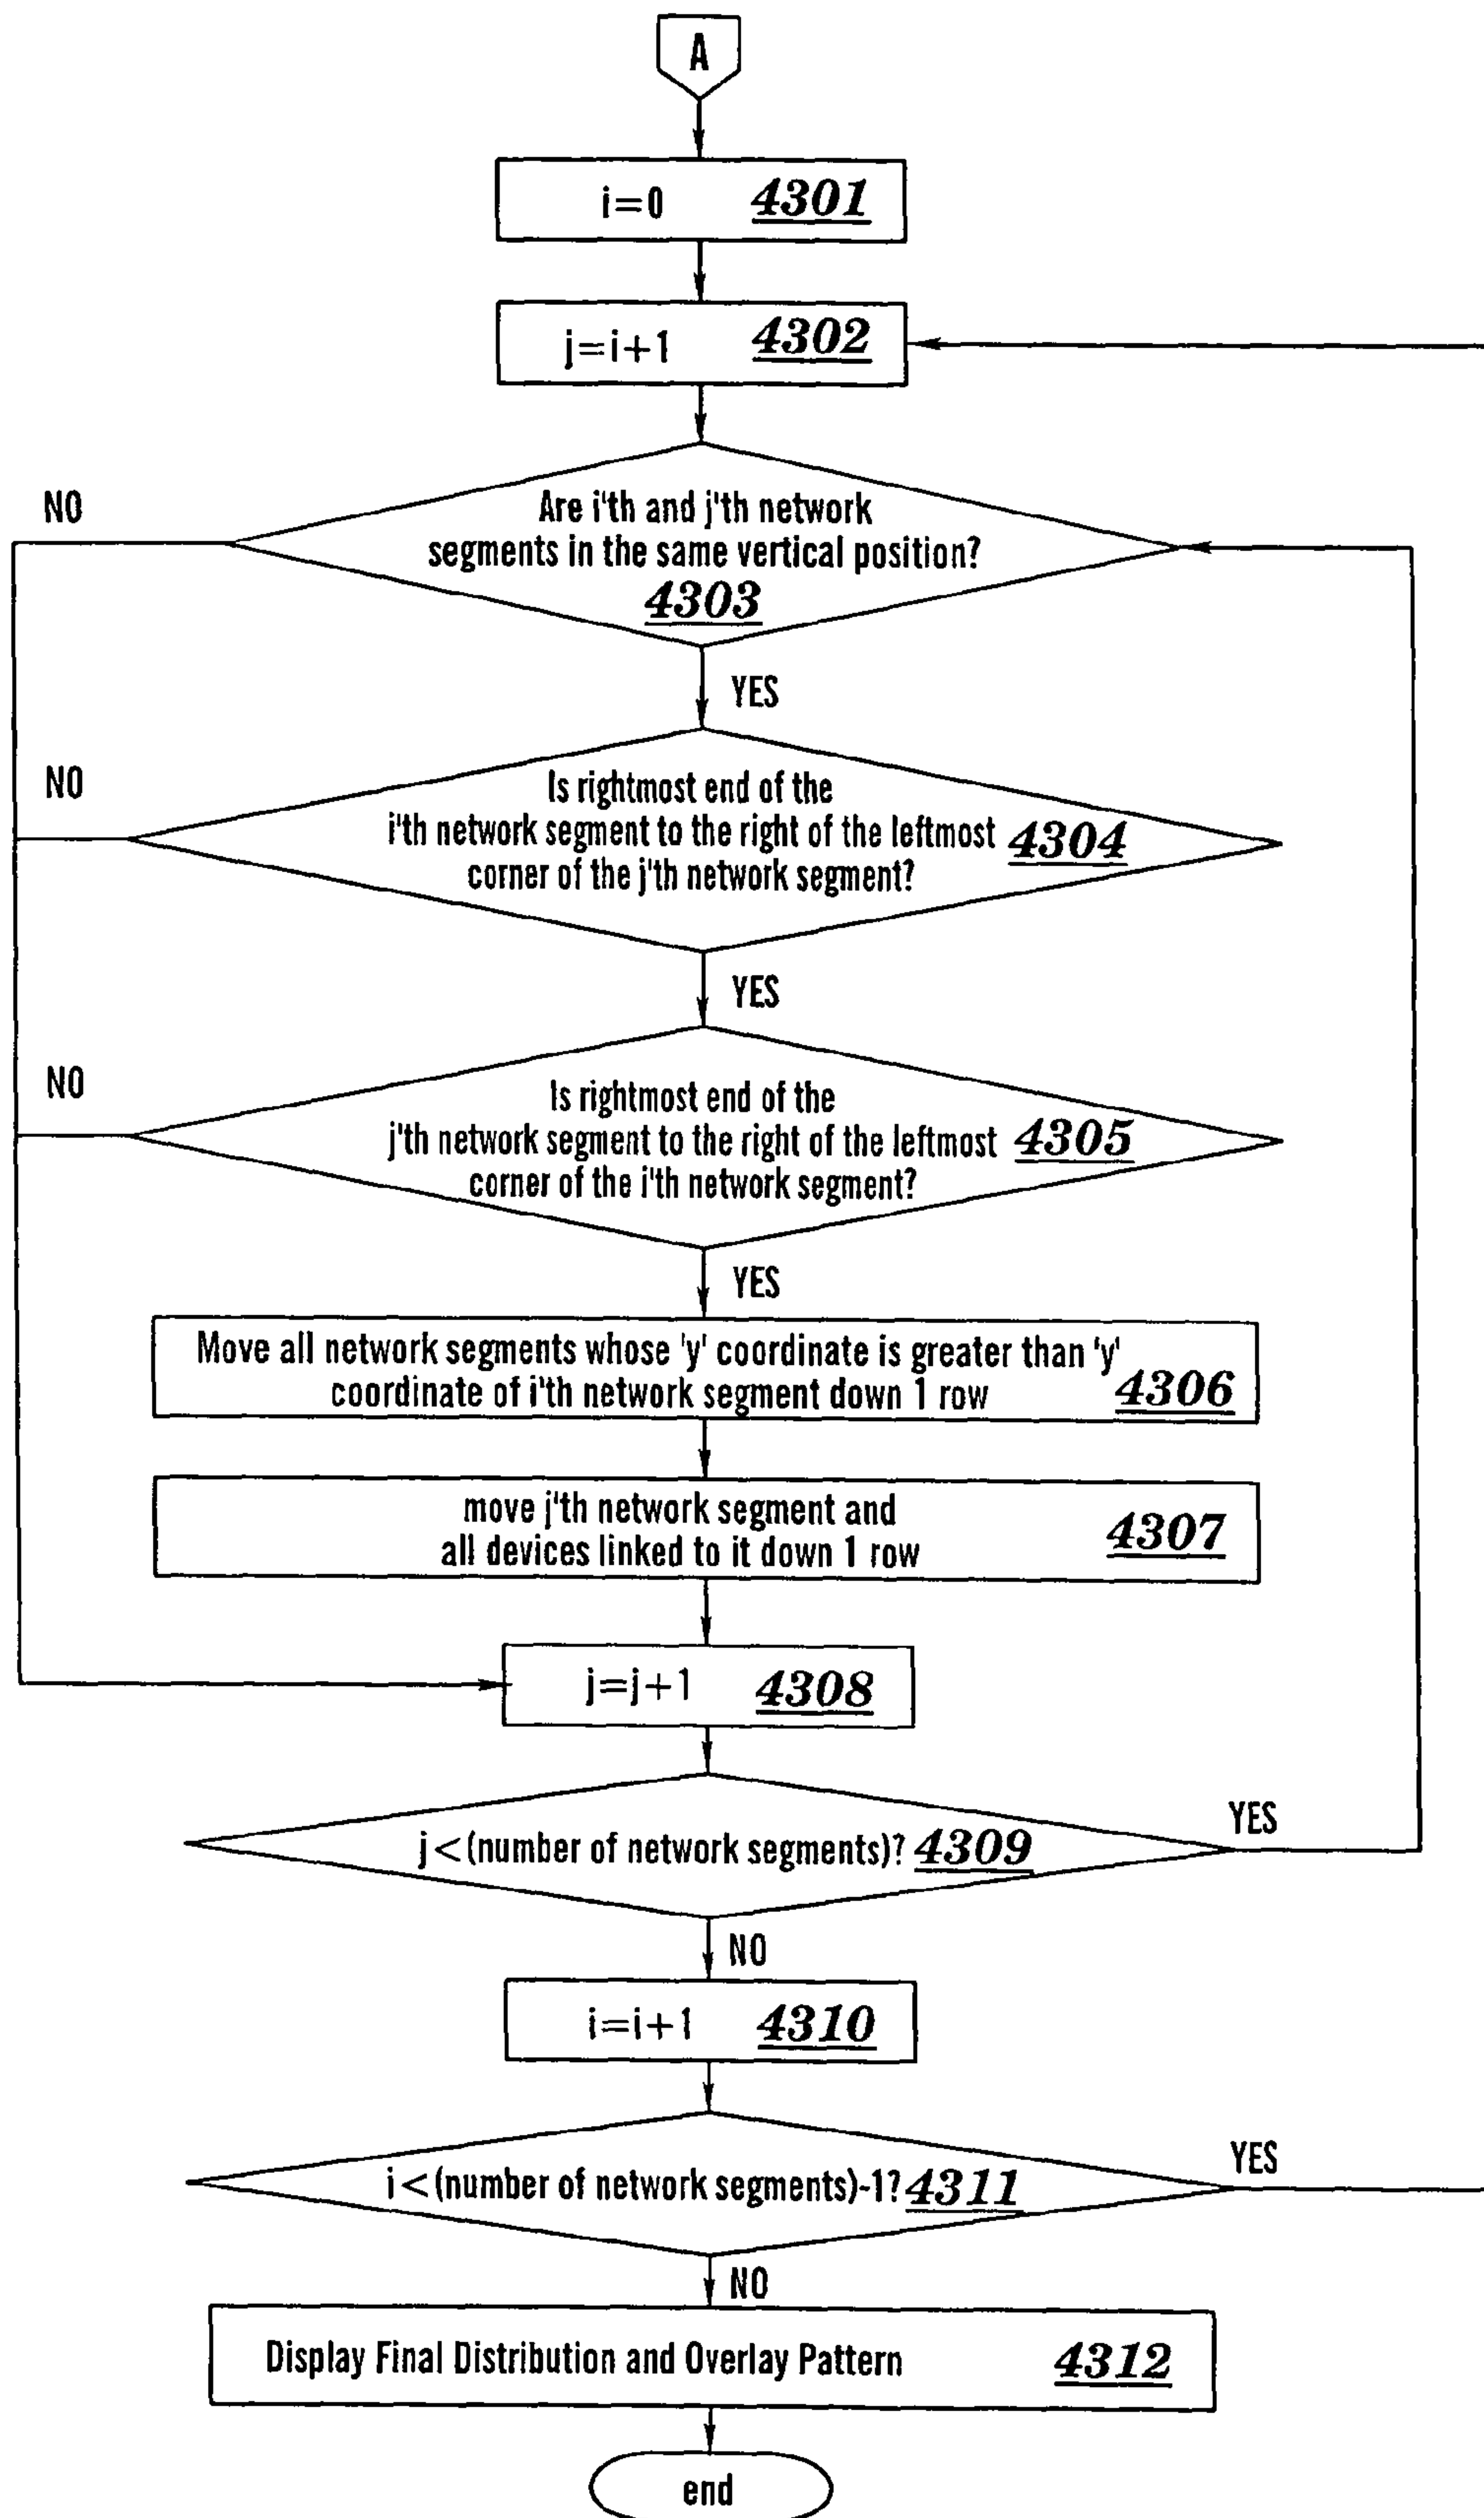 A
i=0 4301
j=i+1 4302
NO
Are i'th and j'th network
segments in the same vertical position?
4303
YES
NO
Is rightmost end of the
i'th network segment to the right of the leftmost 4304
corner of the j'th network segment?
YES
NO
Is rightmost end of the
j'th network segment to the right of the leftmost 4305
corner of the i'th network segment?
YES
Move all network segments whose 'y' coordinate is greater than 'y'
coordinate of i'th network segment down 1 row 4306
move j'th network segment and
all devices linked to it down 1 row 4307
j=j+1 4308
YES
j<(number of network segments)? 4309
NO
i=i+1 4310
YES
i<(number of network segments)-1? 4311
NO
Display Final Distribution and Overlay Pattern 4312
end